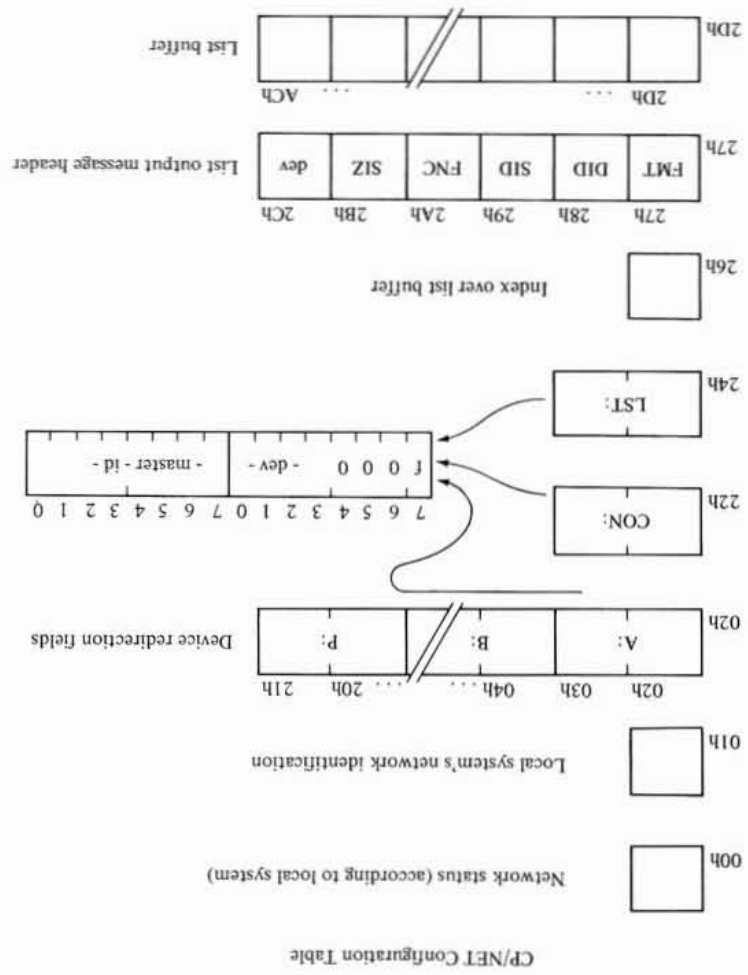 CP/NET Configuration Table
00h
Network status (according to local system)
01h
Local system's network identification
02h 03h 04h ... ... 20h 21h
02h
A: B: P:
Device redirection fields
22h
CON:
7 6 5 4 3 2 1 0 7 6 5 4 3 2 1 0
f 0 0 0 - dev - - master - id -
24h
LST:
26h
Index over list buffer
27h 28h 29h 2Ah 2Bh 2Ch
27h
FMT DID SID FNC SIZ dev
List output message header
2Dh ... ... ACh
2Dh
List buffer